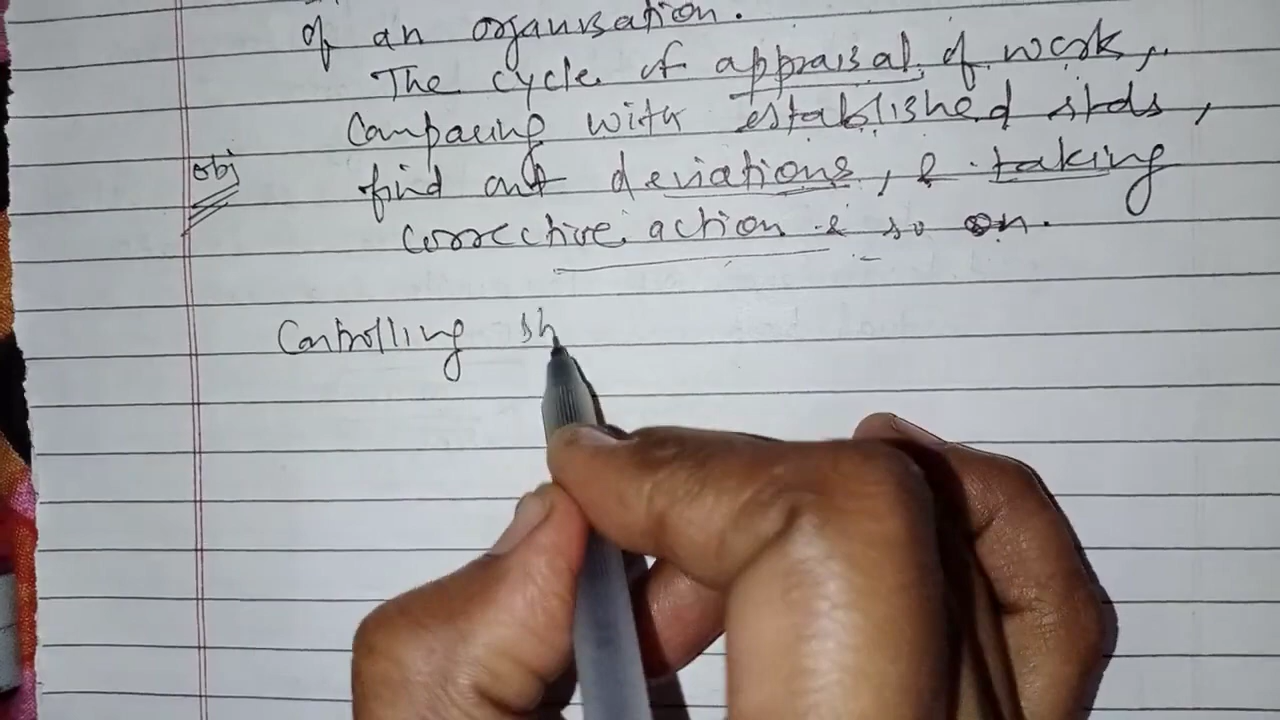 of an organisation.
The cycle of appraisal of work,
Comparing with established stds,
obj
find out deviations, & taking
corrective action & so on.
Controlling sh